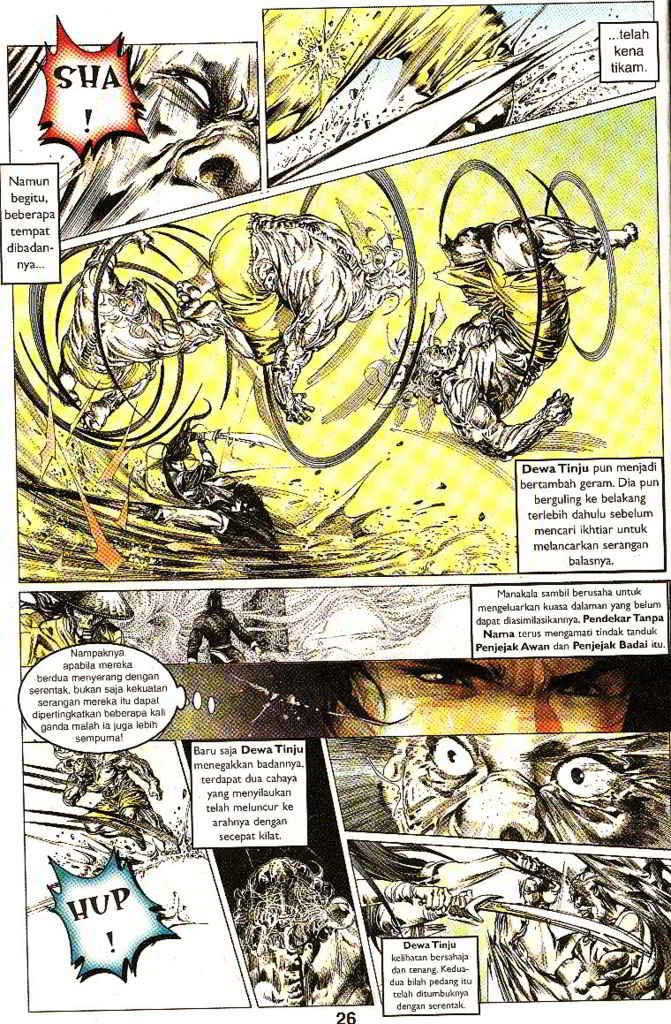 SHA
!
...telah
kena
tikam.
Namun
begitu,
beberapa
tempat
dibadan-
nya...
Dewa Tinju pun menjadi
bertambah geram. Dia pun
berguling ke belakang
terlebih dahulu sebelum
mencari ikhtiar untuk
melancarkan serangan
balasnya.
Manakala sambil berusaha untuk
mengeluarkan kuasa dalaman yang belum
dapat diasimilasikannya, Pendekar Tanpa
Nama terus mengamati tindak tanduk
Penjejak Awan dan Penjejak Badai itu.
Nampaknya
apabila mereka
berdua menyerang dengan
serentak, bukan saja kekuatan
serangan mereka itu dapat
dipertingkatkan beberapa kali
ganda malah ia juga lebih
sempurna!
Baru saja Dewa Tinju
menegakkan badannya,
terdapat dua cahaya
yang menyilaukan
telah meluncur ke
arahnya dengan
secepat kilat.
HUP
!
Dewa Tinju
kelihatan bersahaja
dan tenang. Kedua-
dua bilah pedang itu
telah ditumbuknya
dengan serentak.
26